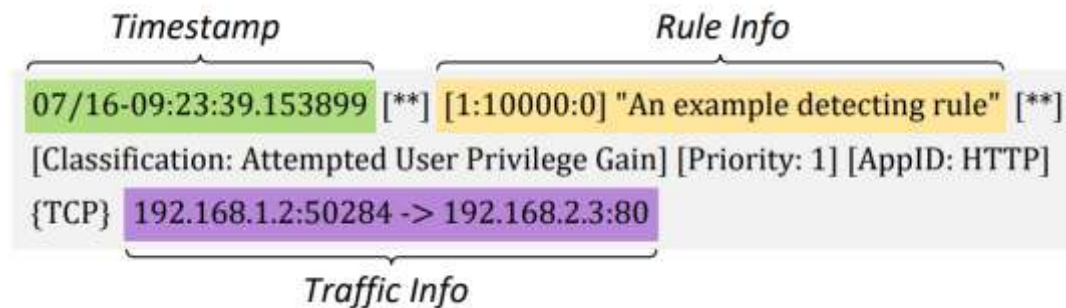 Timestamp Rule Info
07/16-09:23:39.153899 [**] [1:10000:0] "An example detecting rule" [**]
[Classification: Attempted User Privilege Gain] [Priority: 1] [AppID: HTTP]
{TCP} 192.168.1.2:50284 -> 192.168.2.3:80
Traffic Info